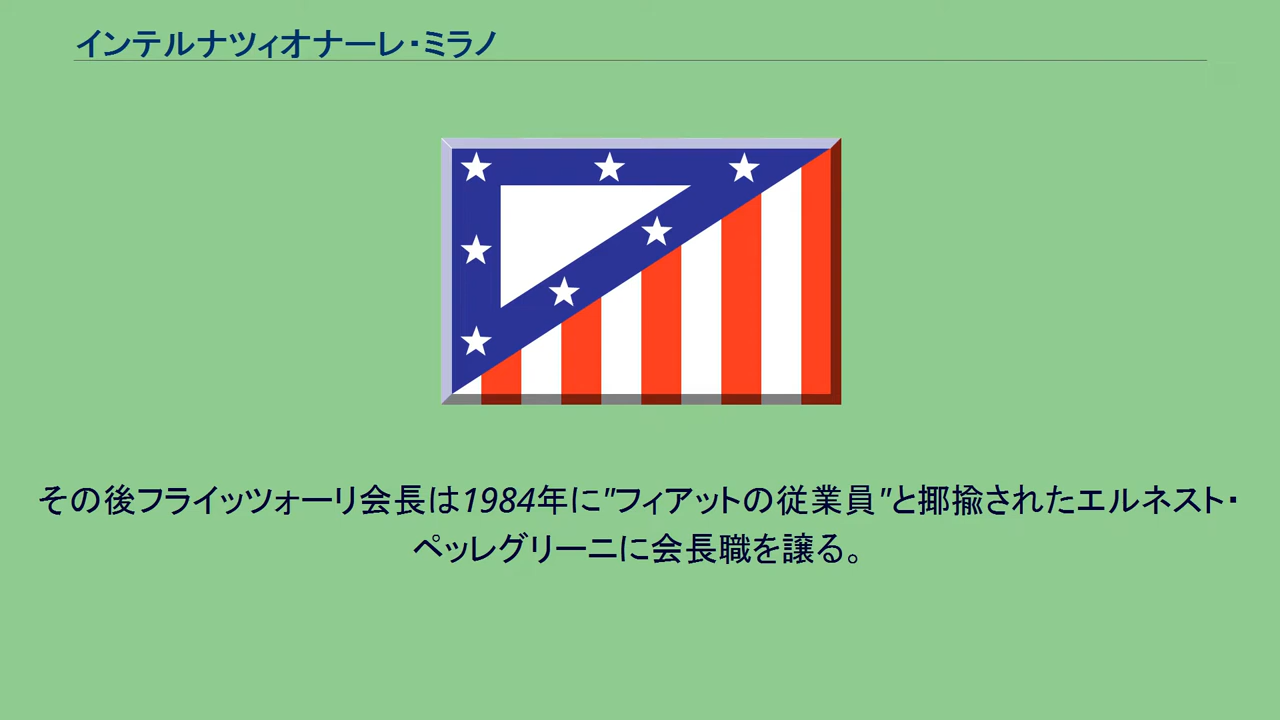 インテルナツィオナーレ・ミラノ
その後フライッツォーリ会長は1984年に"フィアットの従業員"と揶揄されたエルネスト・
ペッレグリーニに会長職を譲る。